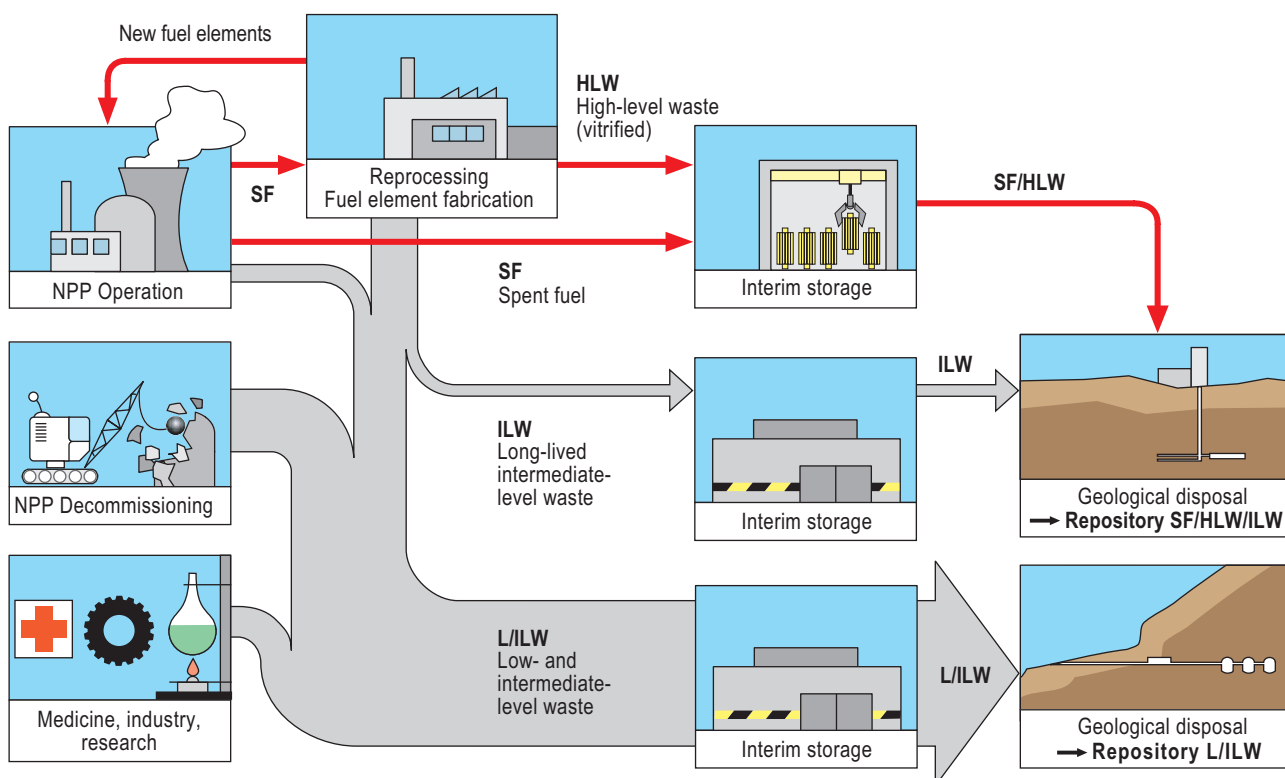 New fuel elements
HLW
High-level waste
(vitrified)
Reprocessing
Fuel element fabrication
SF
SF/HLW
NPP Operation
SF
Spent fuel
Interim storage
ILW
ILW
Long-lived
intermediate-
level waste
NPP Decommissioning
Interim storage
Geological disposal
→ Repository SF/HLW/ILW
L/ILW
Low- and
intermediate-
level waste
L/ILW
Medicine, industry,
research
Interim storage
Geological disposal
→ Repository L/ILW